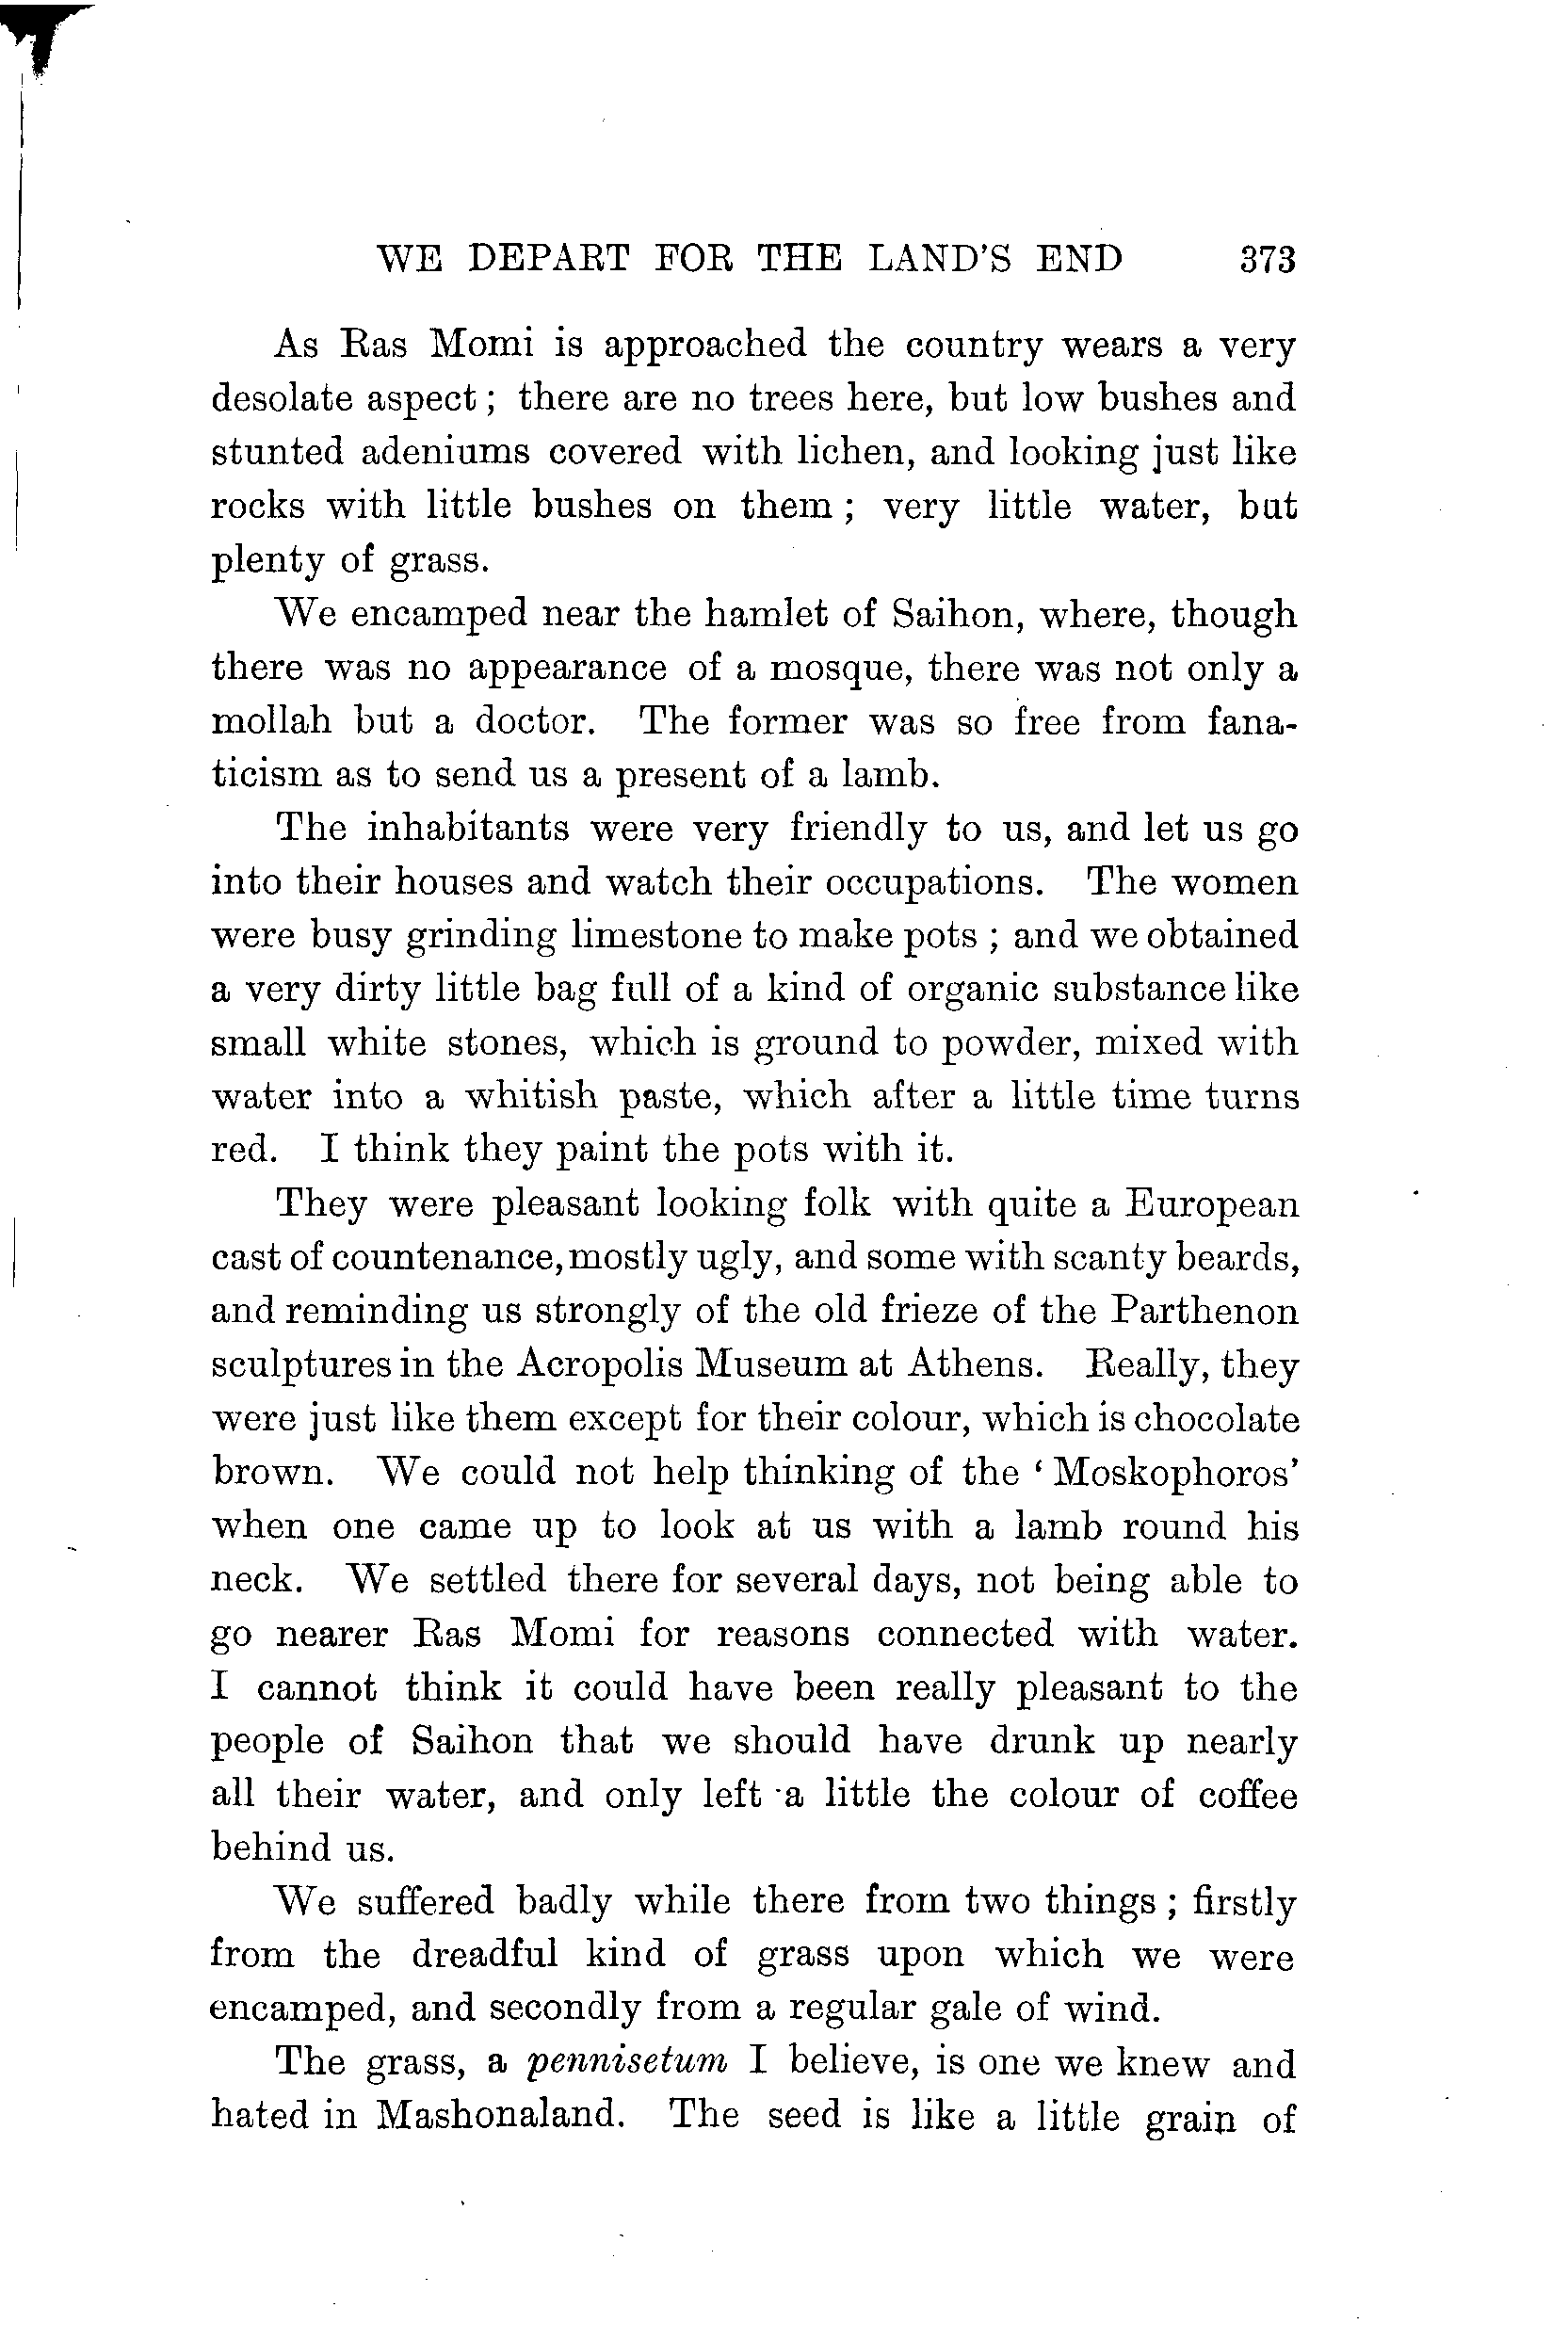 WE DEPART FOR THE LAND'S END 373
As Ras Momi is approached the country wears a very
desolate aspect ; there are no trees here, but low bushes and
stunted adeniums covered with lichen, and looking just like
rocks with little bushes on them ; very little water, but
plenty of grass.
We encamped near the hamlet of Saihon, where, though
there was no appearance of a mosque, there was not only a
mollah but a doctor. The former was so free from fana-
ticism as to send us a present of a lamb.
The inhabitants were very friendly to us, and let us go
into their houses and watch their occupations. The women
were busy grinding limestone to make pots ; and we obtained
a very dirty little bag full of a kind of organic substance like
small white stones, which is ground to powder, mixed with
water into a whitish paste, which after a little time turns
red. I think they paint the pots with it.
They were pleasant looking folk with quite a European
cast of countenance, mostly ugly, and some with scanty beards,
and reminding us strongly of the old frieze of the Parthenon
sculptures in the Acropolis Museum at Athens. Really, they
were just like them except for their colour, which is chocolate
brown. We could not help thinking of the ‘ Moskophoros’
when one came up to look at us with a lamb round his
neck. We settled there for several days, not being able to
go nearer Ras Momi for reasons connected with water.
I cannot think it could have been really pleasant to the
people of Saihon that we should have drunk up nearly
all their water, and only left a little the colour of coffee
behind us.
We suffered badly while there from two things ; firstly
from the dreadful kind of grass upon which we were
encamped, and secondly from a regular gale of wind.
The grass, a pennisetum I believe, is one we knew and
hated in Mashonaland. The seed is like a little grain of